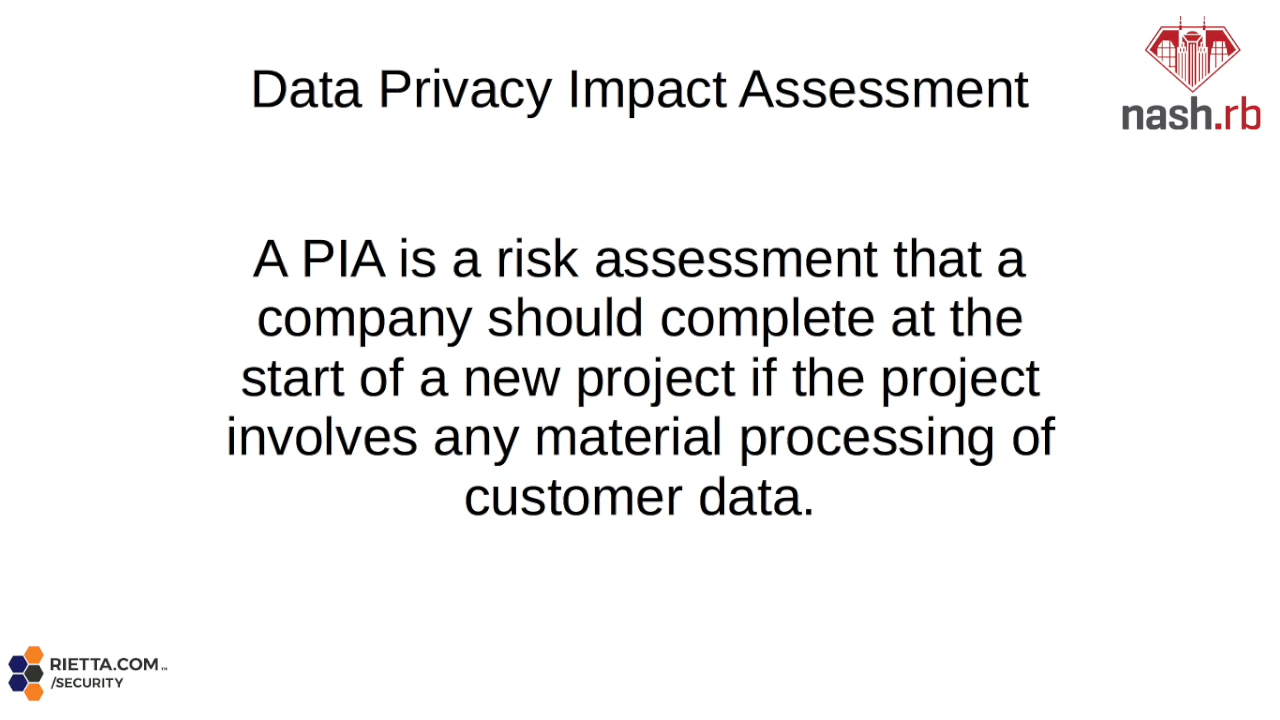 Data Privacy Impact Assessment
nash.rb
A PIA is a risk assessment that a
company should complete at the
start of a new project if the project
involves any material processing of
customer data.
RIETTA.COM™
/SECURITY